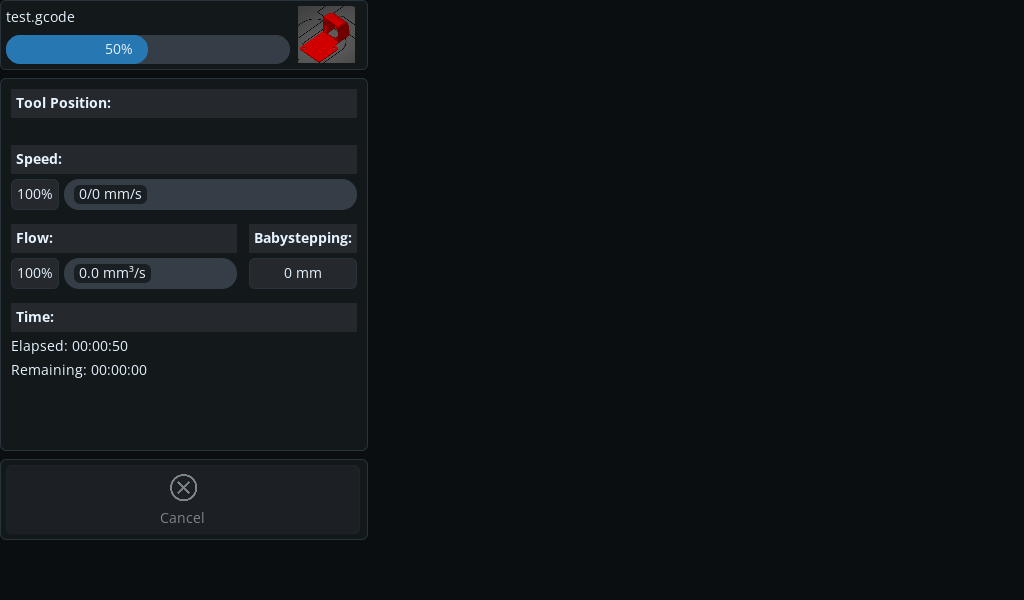 test.gcode
50%
Tool Position:
Speed:
100% 0/0 mm/s
Flow: Babystepping:
100% 0.0 mm³/s 0 mm
Time:
Elapsed: 00:00:50
Remaining: 00:00:00
Cancel